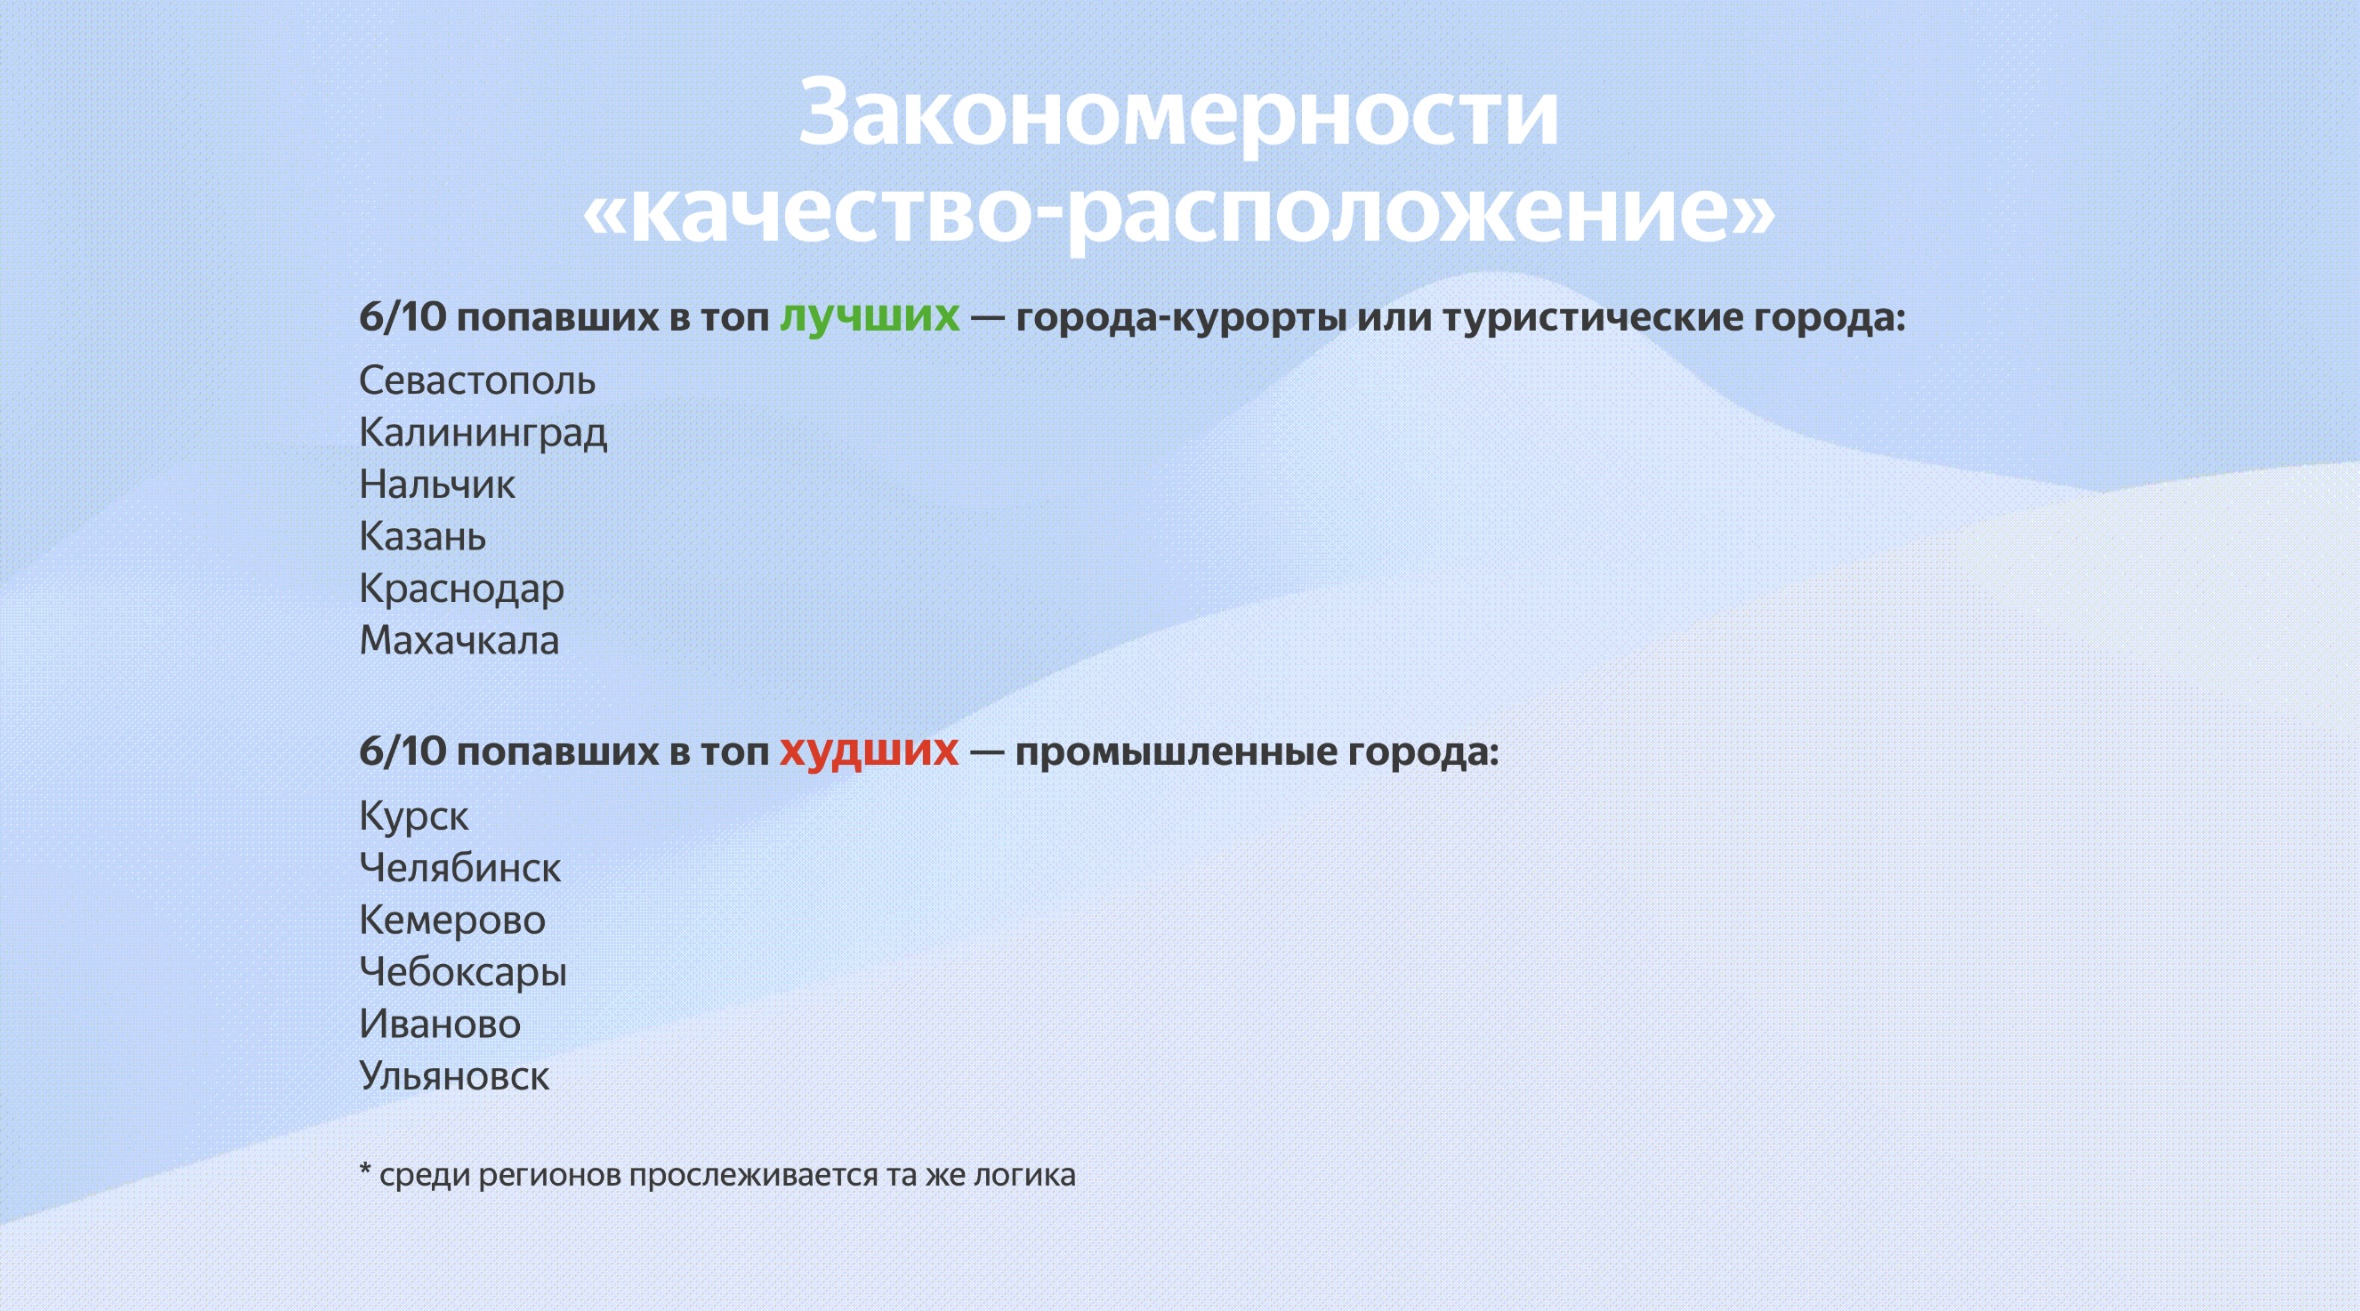 Закономерности
«качество-расположение»
6/10 попавших в топ лучших — города-курорты или туристические города:
Севастополь
Калининград
Нальчик
Казань
Краснодар
Махачкала
6/10 попавших в топ худших — промышленные города:
Курск
Челябинск
Кемерово
Чебоксары
Иваново
Ульяновск
* среди регионов прослеживается та же логика